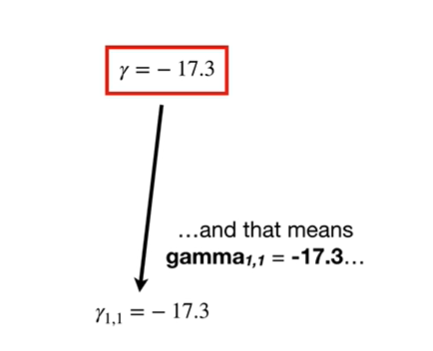 γ = − 17.3
…and that means
gamma₁,₁ = -17.3…
γ₁,₁ = − 17.3